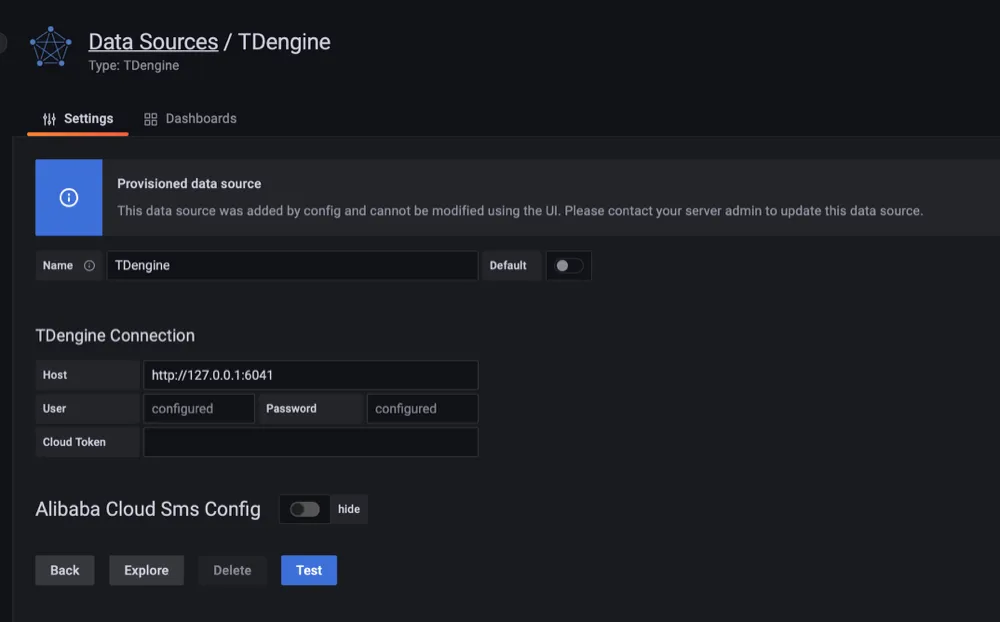 Data Sources / TDengine
Type: TDengine
Settings Dashboards
Provisioned data source
This data source was added by config and cannot be modified using the UI. Please contact your server admin to update this data source.
Name TDengine Default
TDengine Connection
Host http://127.0.0.1:6041
User configured Password configured
Cloud Token
Alibaba Cloud Sms Config hide
Back Explore Delete Test